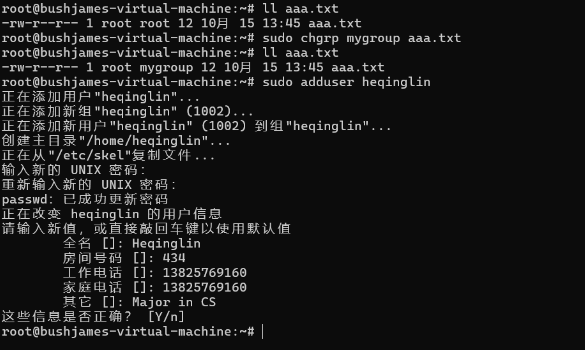 root@bushjames-virtual-machine:~# ll aaa.txt
-rw-r--r-- 1 root root 12 10月 15 13:45 aaa.txt
root@bushjames-virtual-machine:~# sudo chgrp mygroup aaa.txt
root@bushjames-virtual-machine:~# ll aaa.txt
-rw-r--r-- 1 root mygroup 12 10月 15 13:45 aaa.txt
root@bushjames-virtual-machine:~# sudo adduser heqinglin
正在添加用户"heqinglin"...
正在添加新组"heqinglin" (1002)...
正在添加新用户"heqinglin" (1002) 到组"heqinglin"...
创建主目录"/home/heqinglin"...
正在从"/etc/skel"复制文件...
输入新的 UNIX 密码:
重新输入新的 UNIX 密码:
passwd: 已成功更新密码
正在改变 heqinglin 的用户信息
请输入新值，或直接敲回车键以使用默认值
全名 []: Heqinglin
房间号码 []: 434
工作电话 []: 13825769160
家庭电话 []: 13825769160
其它 []: Major in CS
这些信息是否正确？ [Y/n]
root@bushjames-virtual-machine:~#